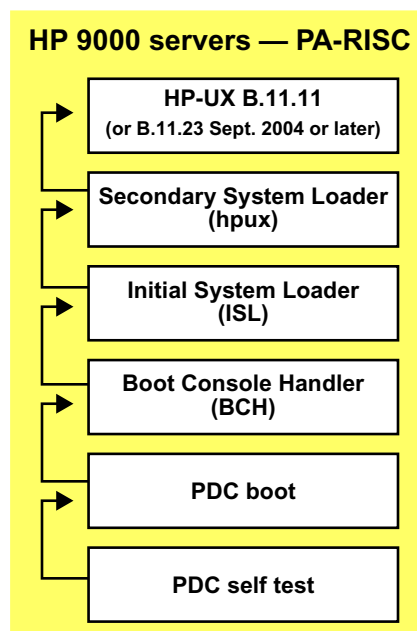 HP 9000 servers — PA-RISC
HP-UX B.11.11
(or B.11.23 Sept. 2004 or later)
Secondary System Loader
(hpux)
Initial System Loader
(ISL)
Boot Console Handler
(BCH)
PDC boot
PDC self test